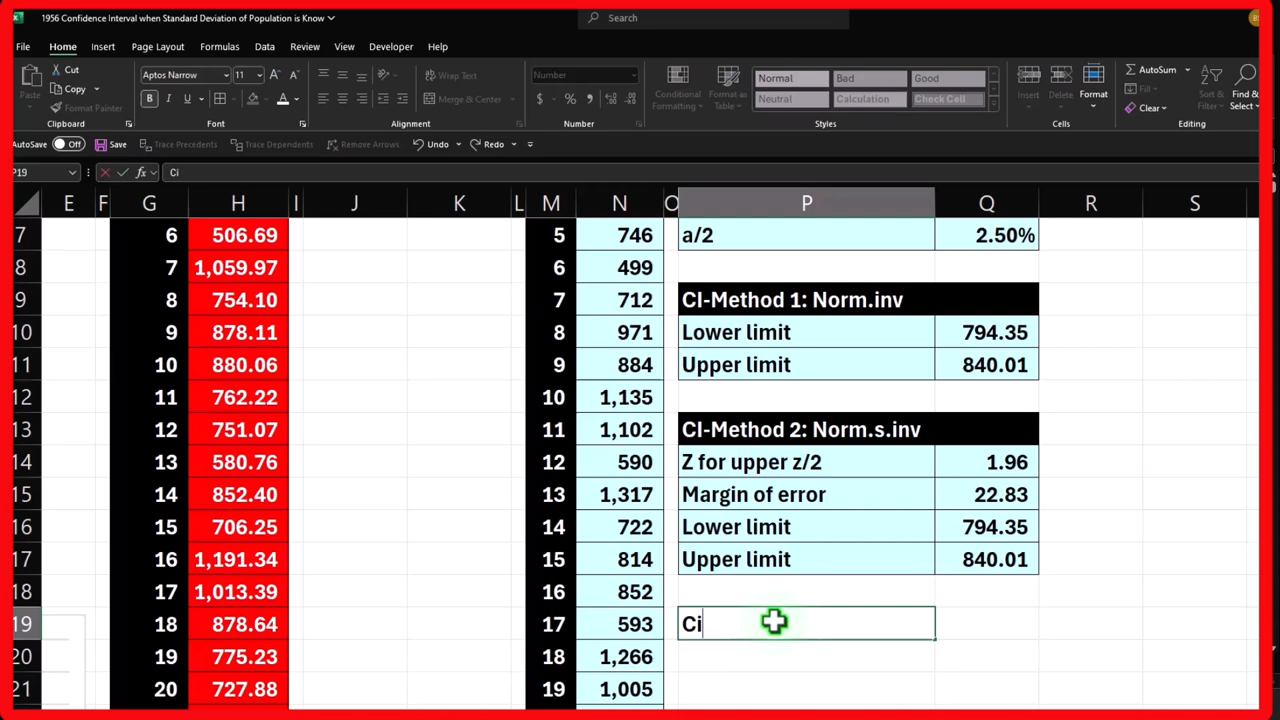 1956 Confidence Interval when Standard Deviation of Population is Know
Search
File Home Insert Page Layout Formulas Data Review View Developer Help
Paste
Cut
Copy
Format Painter
Clipboard
Aptos Narrow 11
B I U
Font
Wrap Text
Merge & Center
Alignment
Number
$ % ,
Number
Conditional Formatting
Format as Table
Normal Bad Good
Neutral Calculation Check Cell
Styles
Insert Delete Format
Cells
AutoSum
Fill
Clear
Sort & Filter
Find & Select
Editing
AutoSave Off Save Trace Precedents Trace Dependents Remove Arrows Undo Redo
P19 fx Ci
E F G H I J K L M N O P Q R S
7 6 506.69 5 746 a/2 2.50%
8 7 1,059.97 6 499
9 8 754.10 7 712 CI-Method 1: Norm.inv
10 9 878.11 8 971 Lower limit 794.35
11 10 880.06 9 884 Upper limit 840.01
12 11 762.22 10 1,135
13 12 751.07 11 1,102 CI-Method 2: Norm.s.inv
14 13 580.76 12 590 Z for upper z/2 1.96
15 14 852.40 13 1,317 Margin of error 22.83
16 15 706.25 14 722 Lower limit 794.35
17 16 1,191.34 15 814 Upper limit 840.01
18 17 1,013.39 16 852
19 18 878.64 17 593 Ci
20 19 775.23 18 1,266
21 20 727.88 19 1,005